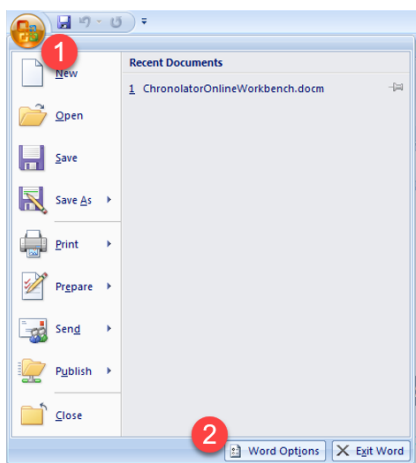 1
Recent Documents
New
1 ChronolatorOnlineWorkbench.docm
Open
Save
Save As
Print
Prepare
Send
Publish
Close
2
Word Options
Exit Word